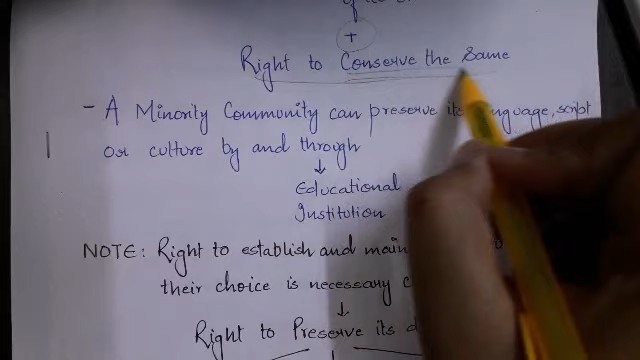 +
Right to Conserve the Same
- A Minority Community can preserve its language, script
or culture by and through
↓
Educational
Institution
NOTE: Right to establish and
their choice is necessary
↓
Right to Preserve its